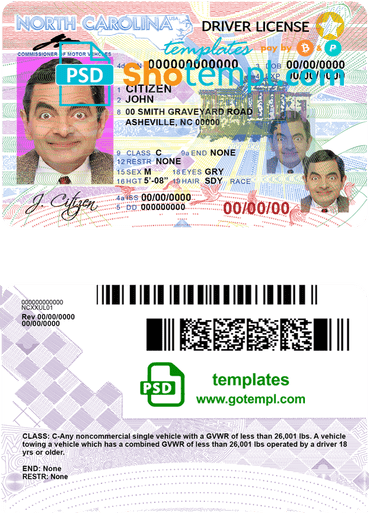 NORTH CAROLINA USA
DRIVER LICENSE
COMMISSIONER OF MOTOR VEHICLES
templates pay by B & P
PSD Shotempl.com
4d 000000000000 3 DOB 00/00/0000
00/00/0000
1 CITIZEN
2 JOHN
8 00 SMITH GRAVEYARD ROAD
ASHEVILLE, NC 00000
9 CLASS C 9a END NONE
12 RESTR NONE
15 SEX M 18 EYES GRY
16 HGT 5'-08" 19 HAIR SDY RACE
J. Citizen
4a ISS 00/00/0000
5 DD 000000000
00/00/00
000000000000
NCXXUL01
Rev 00/00/0000
00/00/0000
PSD
templates
www.gotempl.com
CLASS: C-Any noncommercial single vehicle with a GVWR of less than 26,001 lbs. A vehicle
towing a vehicle which has a combined GVWR of less than 26,001 lbs operated by a driver 18
yrs or older.
END: None
RESTR: None